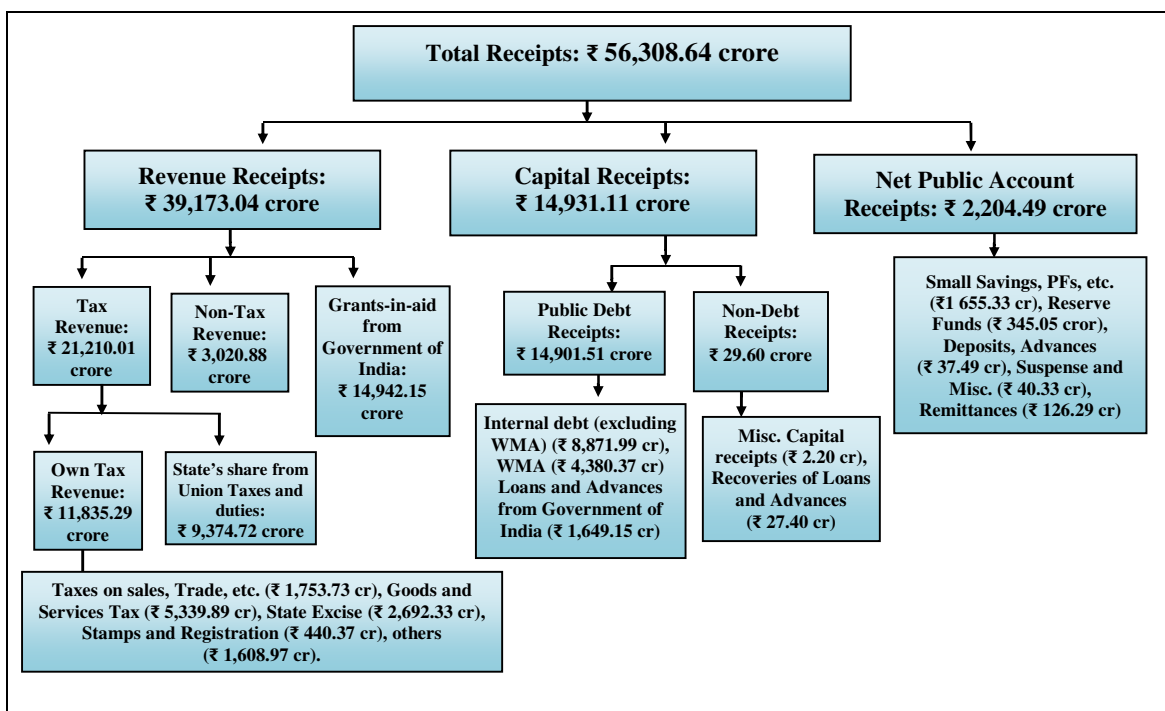 Total Receipts: ₹ 56,308.64 crore
Revenue Receipts:
₹ 39,173.04 crore
Capital Receipts:
₹ 14,931.11 crore
Net Public Account
Receipts: ₹ 2,204.49 crore
Tax
Revenue:
₹ 21,210.01
crore
Non-Tax
Revenue:
₹ 3,020.88
crore
Grants-in-aid
from
Government of
India:
₹ 14,942.15
crore
Public Debt
Receipts:
₹ 14,901.51 crore
Non-Debt
Receipts:
₹ 29.60 crore
Small Savings, PFs, etc.
(₹1 655.33 cr), Reserve
Funds (₹ 345.05 cror),
Deposits, Advances
(₹ 37.49 cr), Suspense and
Misc. (₹ 40.33 cr),
Remittances (₹ 126.29 cr)
Own Tax
Revenue:
₹ 11,835.29
crore
State’s share from
Union Taxes and
duties:
₹ 9,374.72 crore
Internal debt (excluding
WMA) (₹ 8,871.99 cr),
WMA (₹ 4,380.37 cr)
Loans and Advances
from Government of
India (₹ 1,649.15 cr)
Misc. Capital
receipts (₹ 2.20 cr),
Recoveries of Loans
and Advances
(₹ 27.40 cr)
Taxes on sales, Trade, etc. (₹ 1,753.73 cr), Goods and
Services Tax (₹ 5,339.89 cr), State Excise (₹ 2,692.33 cr),
Stamps and Registration (₹ 440.37 cr), others
(₹ 1,608.97 cr).